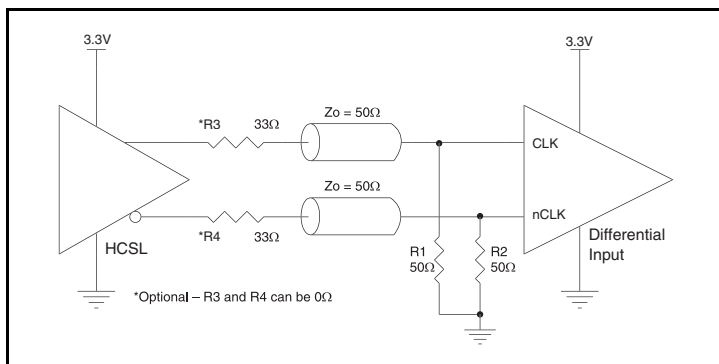 3.3V
3.3V
*R3 33Ω
Zo = 50Ω
CLK
Zo = 50Ω
nCLK
HCSL
*R4 33Ω
R1
50Ω
R2
50Ω
Differential
Input
*Optional – R3 and R4 can be 0Ω